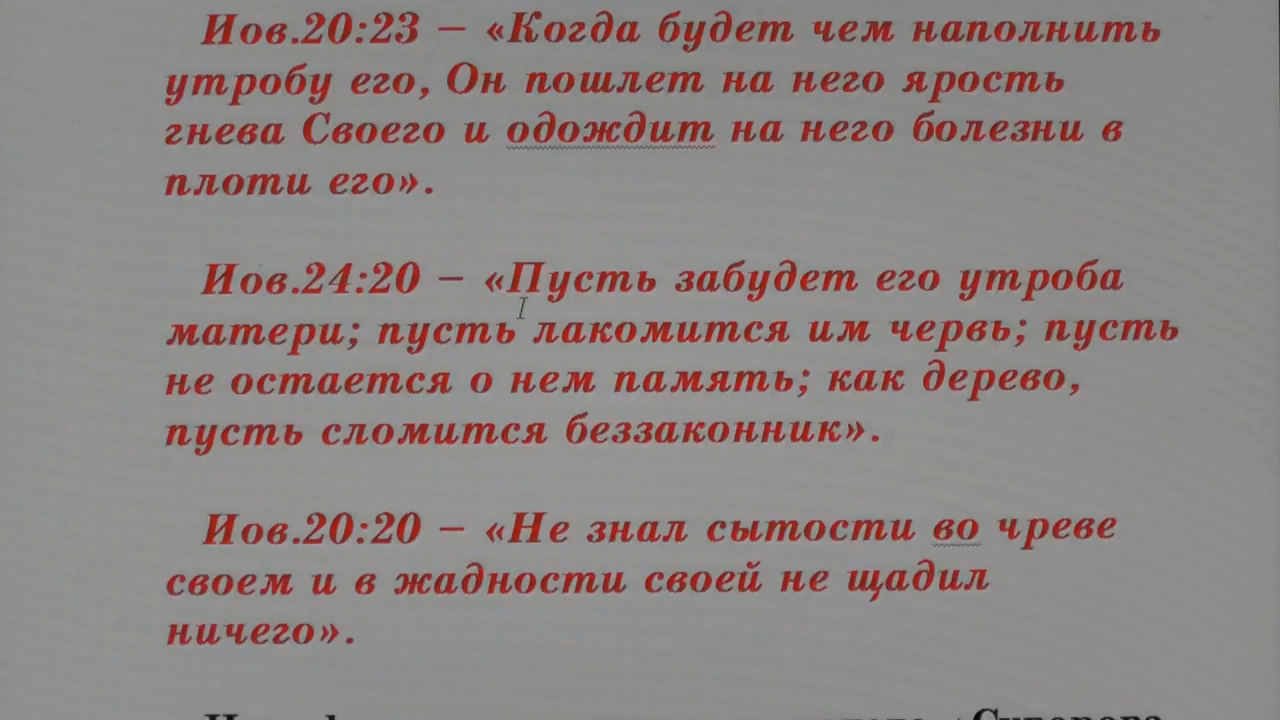 Иов.20:23 – «Когда будет чем наполнить
утробу его, Он пошлет на него ярость
гнева Своего и одождит на него болезни в
плоти его».
Иов.24:20 – «Пусть забудет его утроба
матери; пусть лакомится им червь; пусть
не остается о нем память; как дерево,
пусть сломится беззаконник».
Иов.20:20 – «Не знал сытости во чреве
своем и в жадности своей не щадил
ничего».